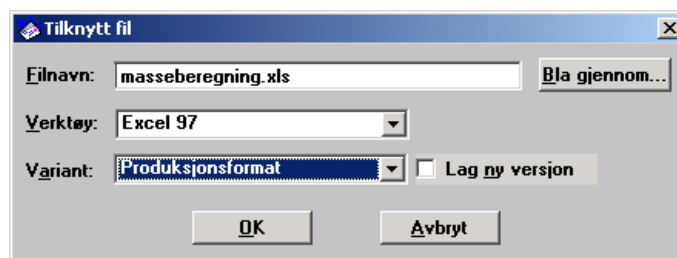 Tilknytt fil
Filnavn: masseberegning.xls Bla gjennom...
Verktøy: Excel 97
Variant: Produksjonsformat Lag ny versjon
OK Avbryt